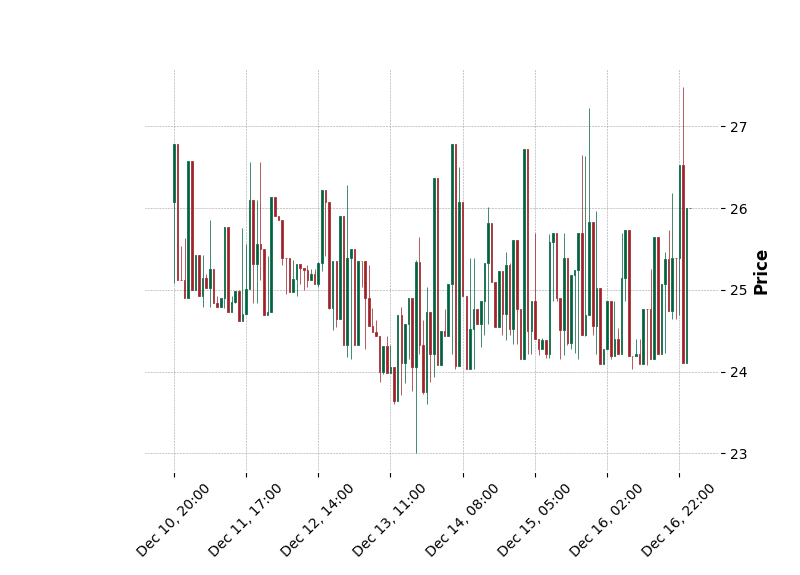 27
26
25
24
23
Price
Dec 10, 20:00
Dec 11, 17:00
Dec 12, 14:00
Dec 13, 11:00
Dec 14, 08:00
Dec 15, 05:00
Dec 16, 02:00
Dec 16, 22:00